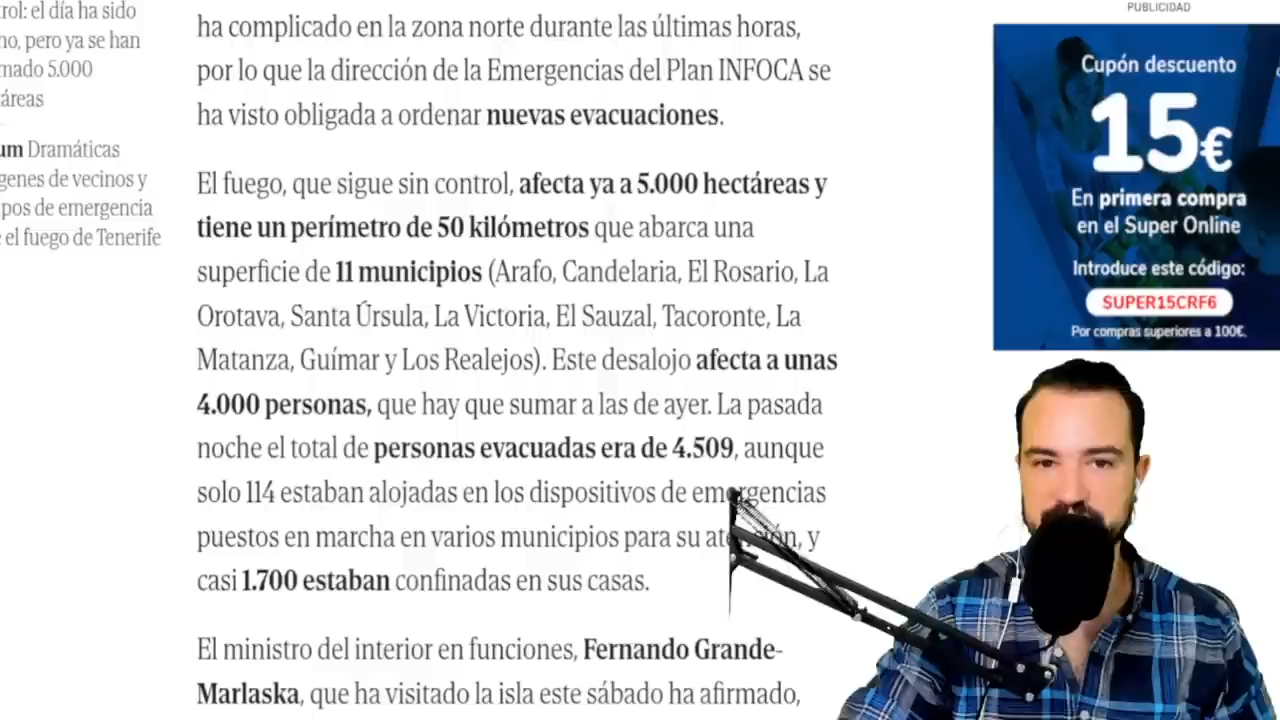 rol: el día ha sido
no, pero ya se han
mado 5.000
áreas
um Dramáticas
genes de vecinos y
pos de emergencia
e el fuego de Tenerife
ha complicado en la zona norte durante las últimas horas,
por lo que la dirección de la Emergencias del Plan INFOCA se
ha visto obligada a ordenar nuevas evacuaciones.
El fuego, que sigue sin control, afecta ya a 5.000 hectáreas y
tiene un perímetro de 50 kilómetros que abarca una
superficie de 11 municipios (Arafo, Candelaria, El Rosario, La
Orotava, Santa Úrsula, La Victoria, El Sauzal, Tacoronte, La
Matanza, Guímar y Los Realejos). Este desalojo afecta a unas
4.000 personas, que hay que sumar a las de ayer. La pasada
noche el total de personas evacuadas era de 4.509, aunque
solo 114 estaban alojadas en los dispositivos de emergencias
puestos en marcha en varios municipios para su atención, y
casi 1.700 estaban confinadas en sus casas.
El ministro del interior en funciones, Fernando Grande-
Marlaska, que ha visitado la isla este sábado ha afirmado,
PUBLICIDAD
Cupón descuento
15€
En primera compra
en el Super Online
Introduce este código:
SUPER15CRF6
Por compras superiores a 100€.